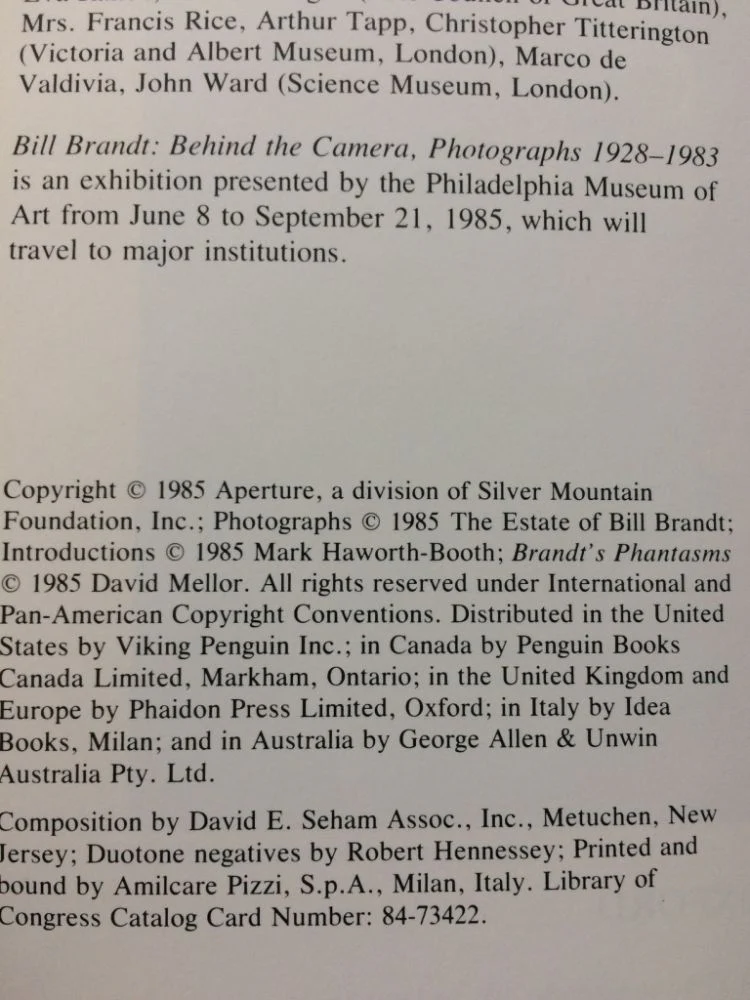 Council of Great Britain),
Mrs. Francis Rice, Arthur Tapp, Christopher Titterington
(Victoria and Albert Museum, London), Marco de
Valdivia, John Ward (Science Museum, London).
Bill Brandt: Behind the Camera, Photographs 1928–1983
is an exhibition presented by the Philadelphia Museum of
Art from June 8 to September 21, 1985, which will
travel to major institutions.
Copyright © 1985 Aperture, a division of Silver Mountain
Foundation, Inc.; Photographs © 1985 The Estate of Bill Brandt;
Introductions © 1985 Mark Haworth-Booth; Brandt's Phantasms
© 1985 David Mellor. All rights reserved under International and
Pan-American Copyright Conventions. Distributed in the United
States by Viking Penguin Inc.; in Canada by Penguin Books
Canada Limited, Markham, Ontario; in the United Kingdom and
Europe by Phaidon Press Limited, Oxford; in Italy by Idea
Books, Milan; and in Australia by George Allen & Unwin
Australia Pty. Ltd.
Composition by David E. Seham Assoc., Inc., Metuchen, New
Jersey; Duotone negatives by Robert Hennessey; Printed and
bound by Amilcare Pizzi, S.p.A., Milan, Italy. Library of
Congress Catalog Card Number: 84-73422.